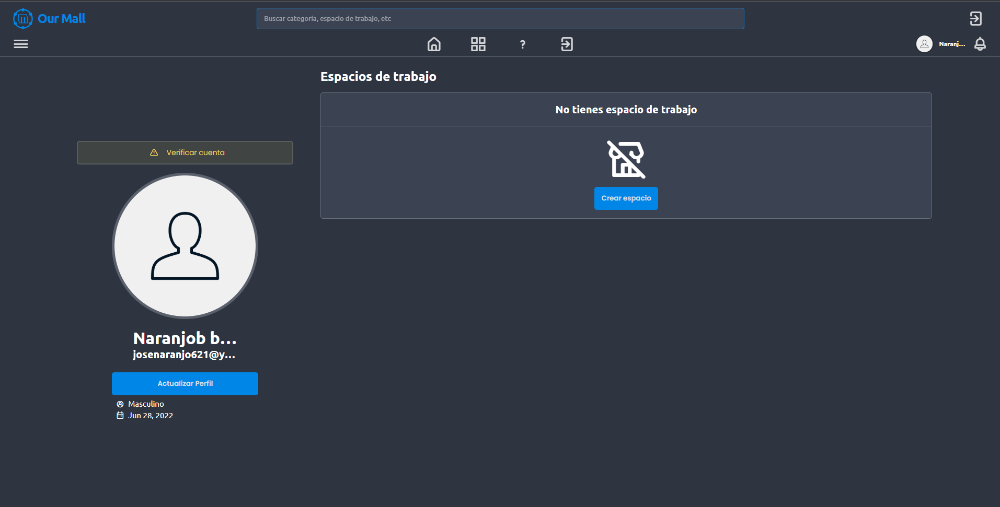 Our Mall
Buscar categoría, espacio de trabajo, etc
?
Naranj...
Espacios de trabajo
No tienes espacio de trabajo
Crear espacio
Verificar cuenta
Naranjob b...
josenaranjo621@y...
Actualizar Perfil
Masculino
Jun 28, 2022